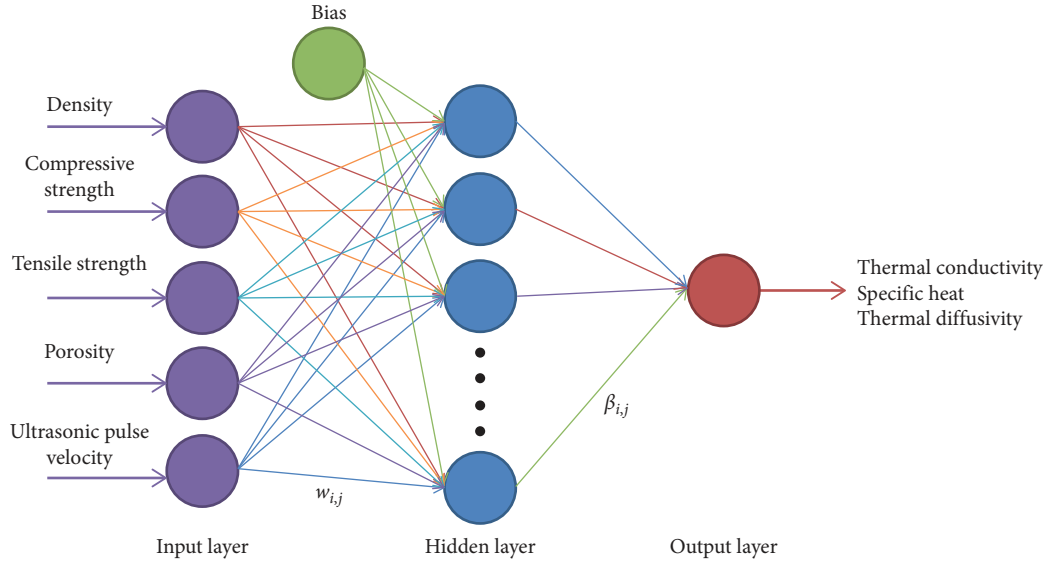 Bias
Density
Compressive
strength
Tensile strength
Porosity
Ultrasonic pulse
velocity
w_{i,j}
β_{i,j}
Thermal conductivity
Specific heat
Thermal diffusivity
Input layer
Hidden layer
Output layer